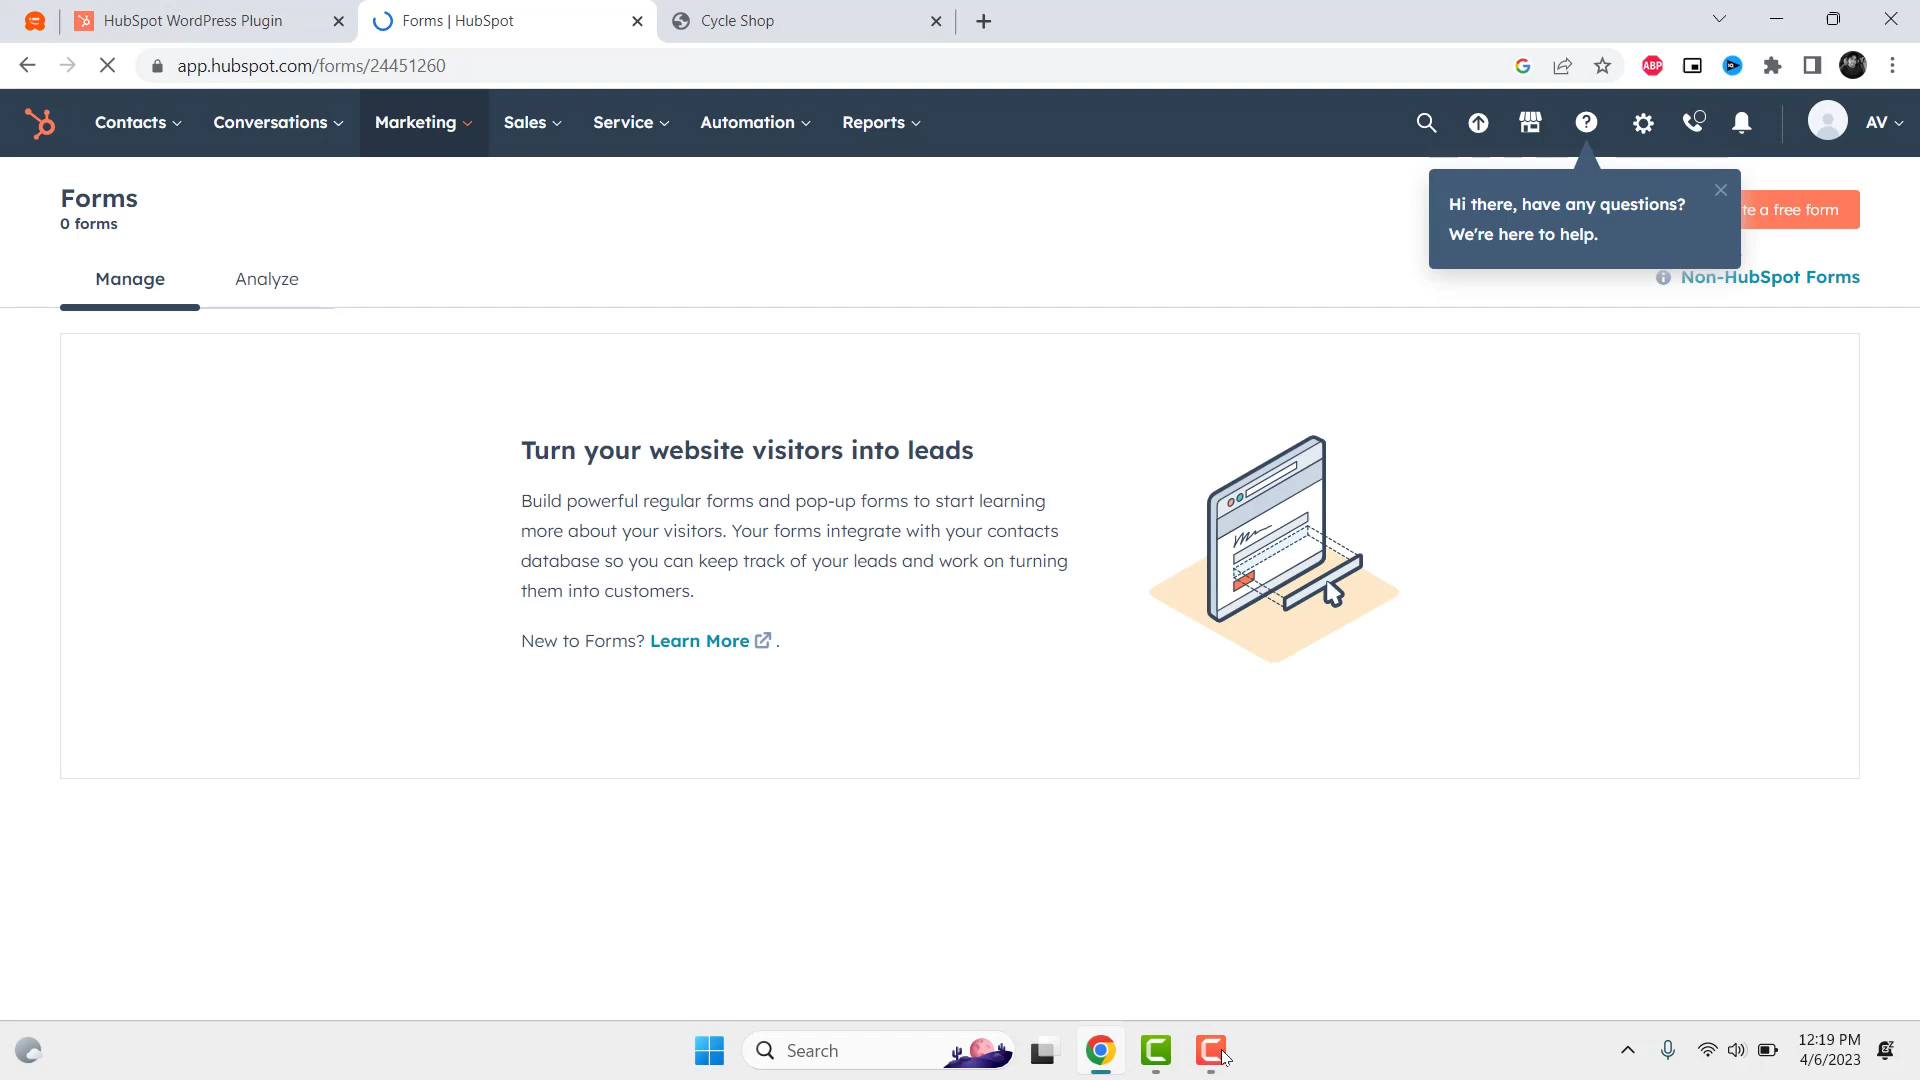 HubSpot WordPress Plugin
Forms | HubSpot
Cycle Shop
app.hubspot.com/forms/24451260
ABP
Contacts
Conversations
Marketing
Sales
Service
Automation
Reports
AV
Forms
0 forms
Hi there, have any questions?
We're here to help.
a free form
Manage
Analyze
Non-HubSpot Forms
Turn your website visitors into leads
Build powerful regular forms and pop-up forms to start learning
more about your visitors. Your forms integrate with your contacts
database so you can keep track of your leads and work on turning
them into customers.
New to Forms? Learn More .
Search
12:19 PM
4/6/2023